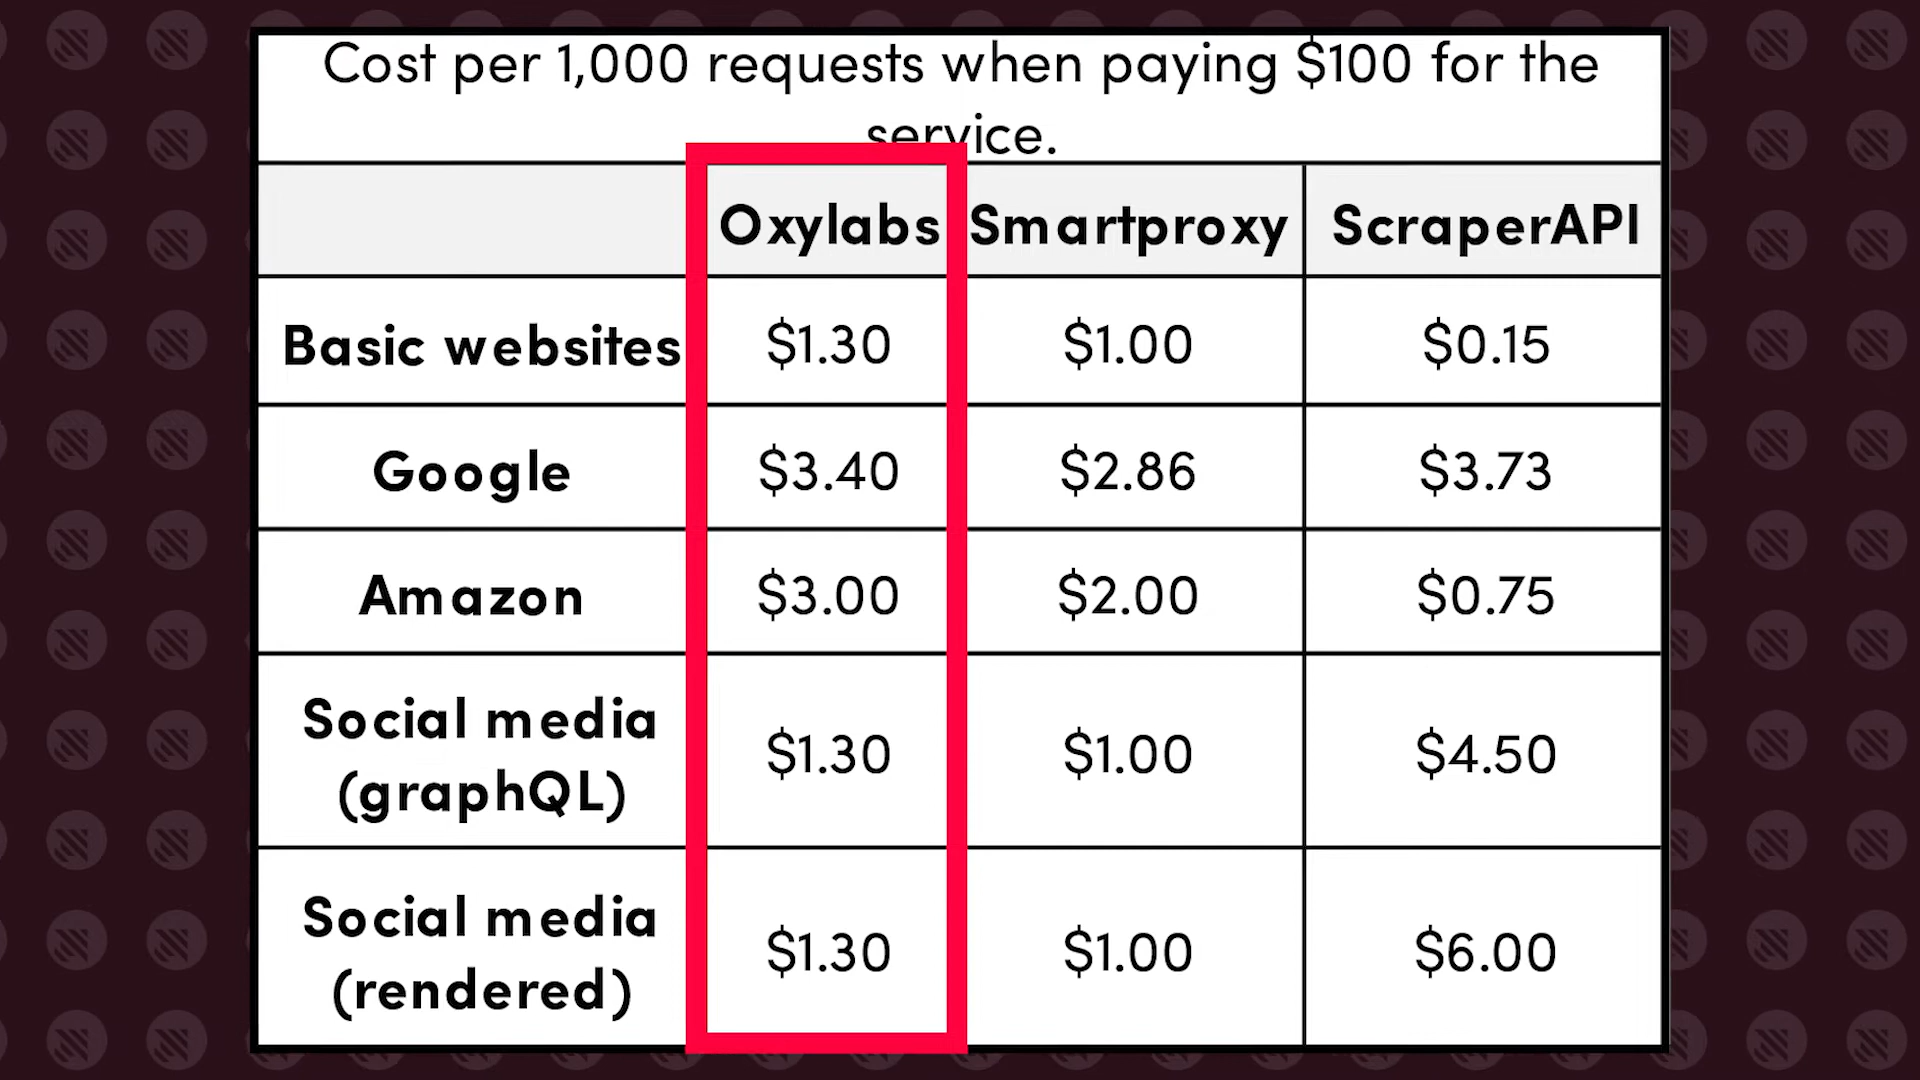 Cost per 1,000 requests when paying $100 for the
service.
Oxylabs Smartproxy ScraperAPI
Basic websites $1.30 $1.00 $0.15
Google $3.40 $2.86 $3.73
Amazon $3.00 $2.00 $0.75
Social media
(graphQL) $1.30 $1.00 $4.50
Social media
(rendered) $1.30 $1.00 $6.00